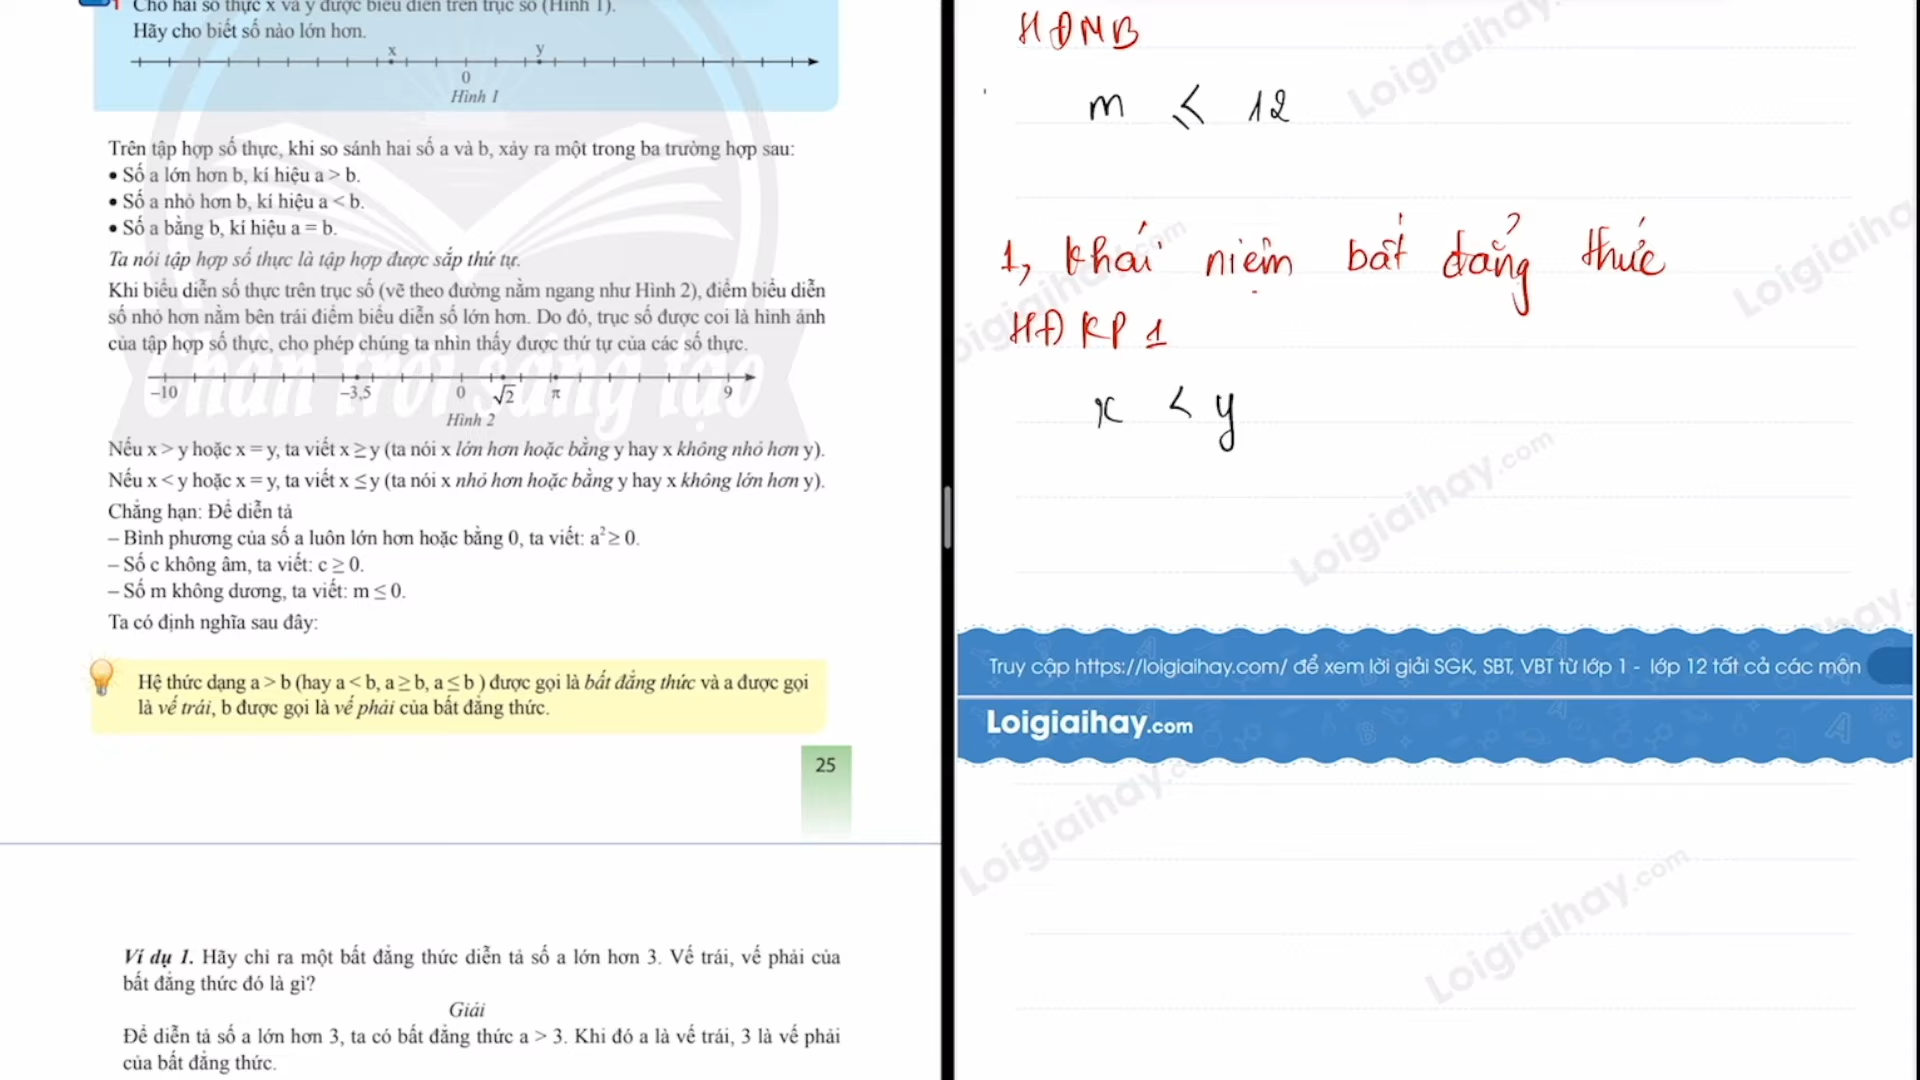 1 Cho hai số thực x và y được biểu diễn trên trục số (Hình 1).
Hãy cho biết số nào lớn hơn.
x y
0
Hình 1
Trên tập hợp số thực, khi so sánh hai số a và b, xảy ra một trong ba trường hợp sau:
• Số a lớn hơn b, kí hiệu a > b.
• Số a nhỏ hơn b, kí hiệu a < b.
• Số a bằng b, kí hiệu a = b.
Ta nói tập hợp số thực là tập hợp được sắp thứ tự.
Khi biểu diễn số thực trên trục số (vẽ theo đường nằm ngang như Hình 2), điểm biểu diễn
số nhỏ hơn nằm bên trái điểm biểu diễn số lớn hơn. Do đó, trục số được coi là hình ảnh
của tập hợp số thực, cho phép chúng ta nhìn thấy được thứ tự của các số thực.
Chân trời sáng tạo
–10 –3,5 0 √2 π 9
Hình 2
Nếu x > y hoặc x = y, ta viết x ≥ y (ta nói x lớn hơn hoặc bằng y hay x không nhỏ hơn y).
Nếu x < y hoặc x = y, ta viết x ≤ y (ta nói x nhỏ hơn hoặc bằng y hay x không lớn hơn y).
Chẳng hạn: Để diễn tả
– Bình phương của số a luôn lớn hơn hoặc bằng 0, ta viết: a² ≥ 0.
– Số c không âm, ta viết: c ≥ 0.
– Số m không dương, ta viết: m ≤ 0.
Ta có định nghĩa sau đây:
Hệ thức dạng a > b (hay a < b, a ≥ b, a ≤ b ) được gọi là bất đẳng thức và a được gọi
là vế trái, b được gọi là vế phải của bất đẳng thức.
25
Ví dụ 1. Hãy chỉ ra một bất đẳng thức diễn tả số a lớn hơn 3. Vế trái, vế phải của
bất đẳng thức đó là gì?
Giải
Để diễn tả số a lớn hơn 3, ta có bất đẳng thức a > 3. Khi đó a là vế trái, 3 là vế phải
của bất đẳng thức.
HĐMB
m ≤ 12
1, Khái niệm bất đẳng thức
HĐKP 1
x < y
Truy cập https://loigiaihay.com/ để xem lời giải SGK, SBT, VBT từ lớp 1 - lớp 12 tất cả các môn
Loigiaihay.com
Loigiaihay.com
Loigiaihay.com
Loigiaihay.com
Loigiaihay.com